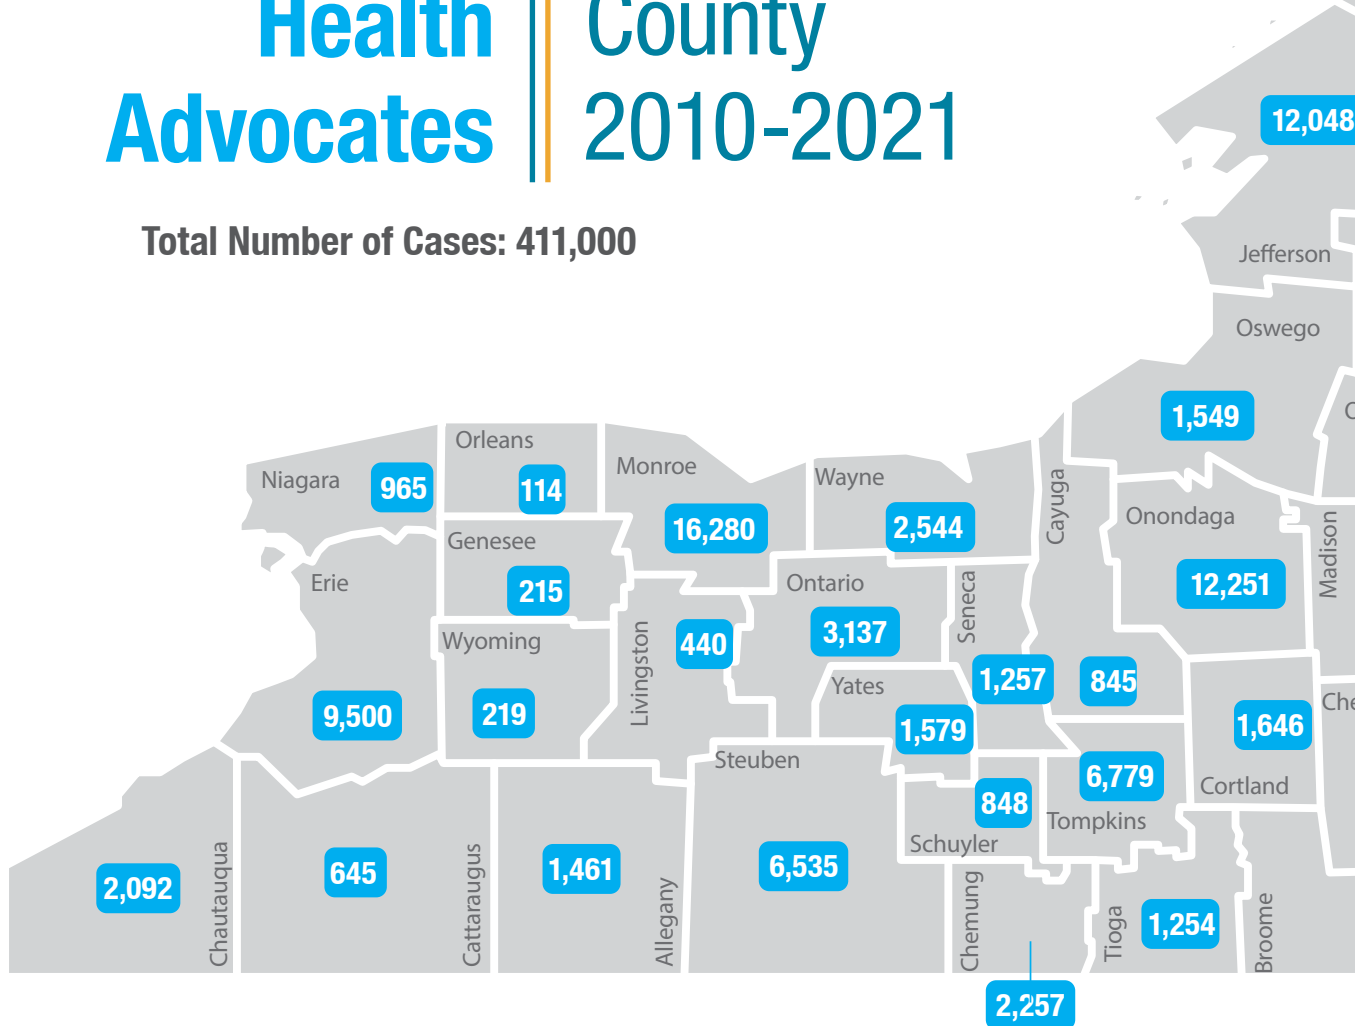 Health
Advocates
County
2010-2021
Total Number of Cases: 411,000
12,048
Jefferson
Oswego
1,549
Orleans
114
Niagara
965
Monroe
16,280
Wayne
2,544
Cayuga
845
Onondaga
12,251
Madison
Genesee
215
Erie
9,500
Ontario
3,137
Seneca
1,257
Wyoming
219
Livingston
440
Yates
1,579
1,646
Cortland
Che
Steuben
6,535
848
Schuyler
6,779
Tompkins
2,092
Chautauqua
645
Cattaraugus
1,461
Allegany
Chemung
2,257
Tioga
1,254
Broome